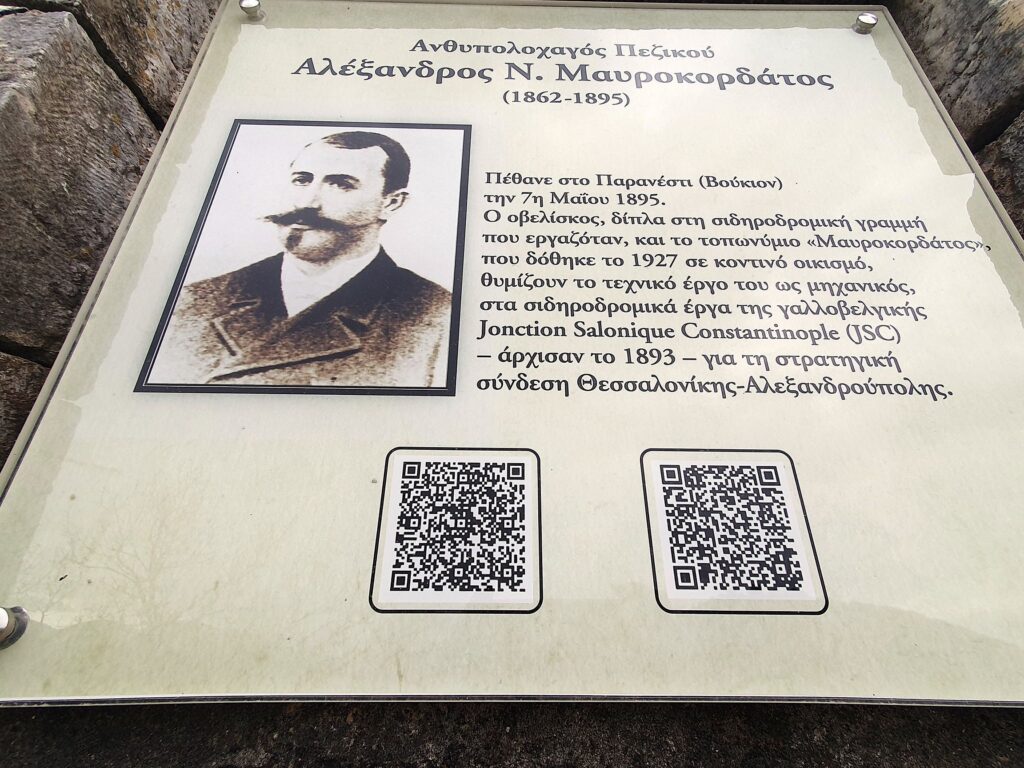 Ανθυπολοχαγός Πεζικού
Αλέξανδρος Ν. Μαυροκορδάτος
(1862-1895)
Πέθανε στο Παρανέστι (Βούκιον)
την 7η Μαΐου 1895.
Ο οβελίσκος, δίπλα στη σιδηροδρομική γραμμή
που εργαζόταν, και το τοπωνύμιο «Μαυροκορδάτος»,
που δόθηκε το 1927 σε κοντινό οικισμό,
θυμίζουν το τεχνικό έργο του ως μηχανικός,
στα σιδηροδρομικά έργα της γαλλοβελγικής
Jonction Salonique Constantinople (JSC)
– άρχισαν το 1893 – για τη στρατηγική
σύνδεση Θεσσαλονίκης-Αλεξανδρούπολης.